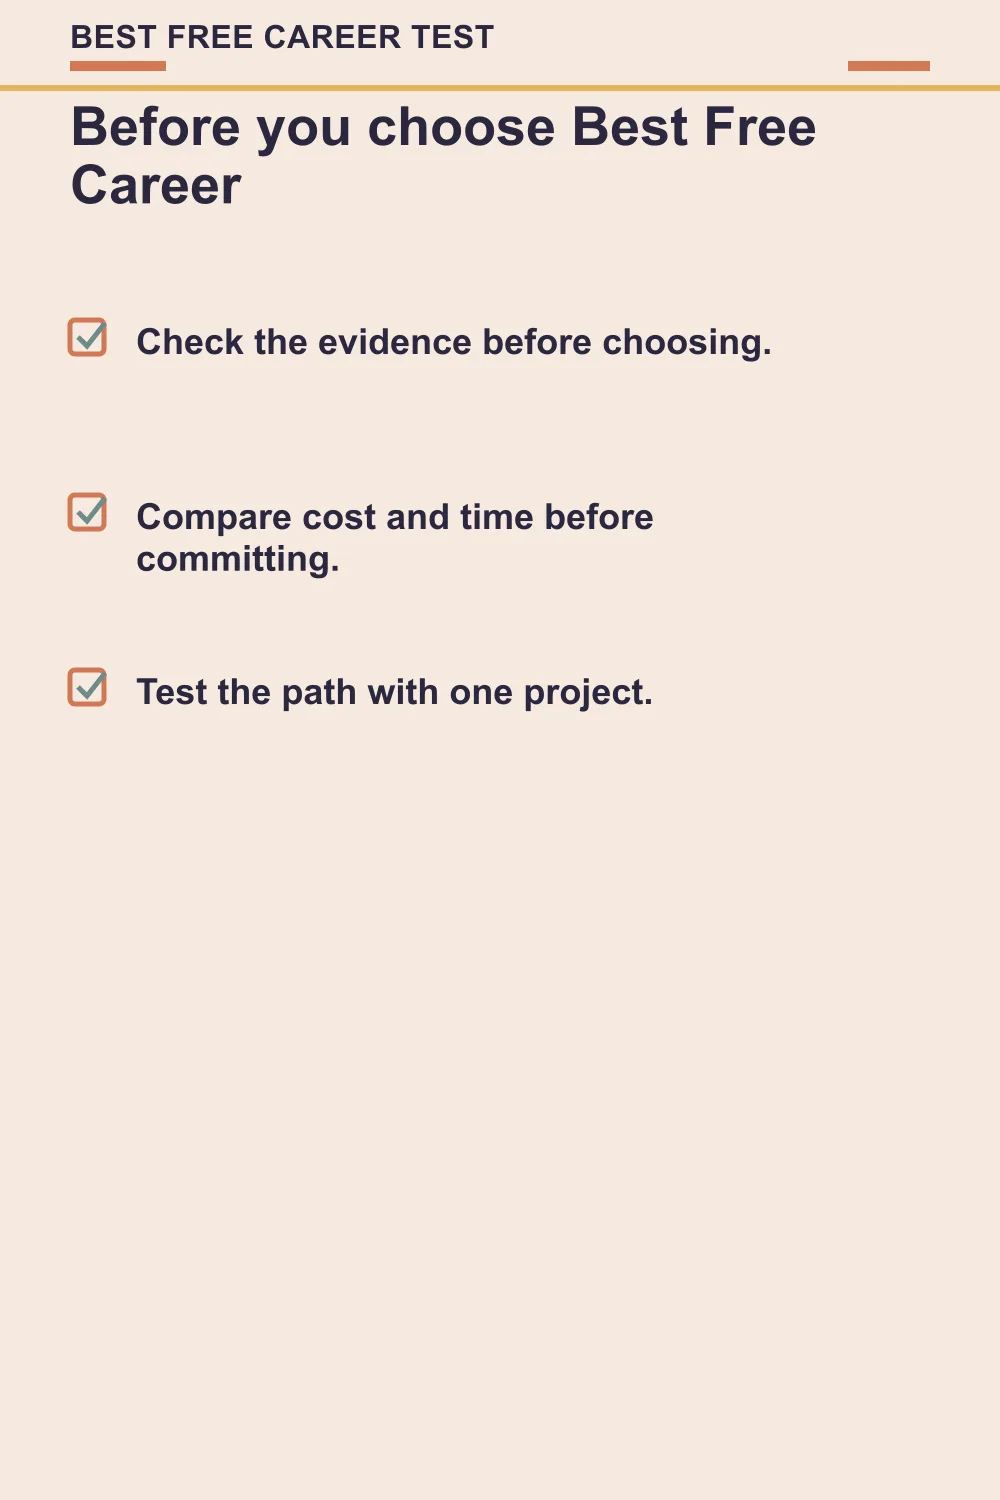 BEST FREE CAREER TEST
Before you choose Best Free
Career
Check the evidence before choosing.
Compare cost and time before
committing.
Test the path with one project.